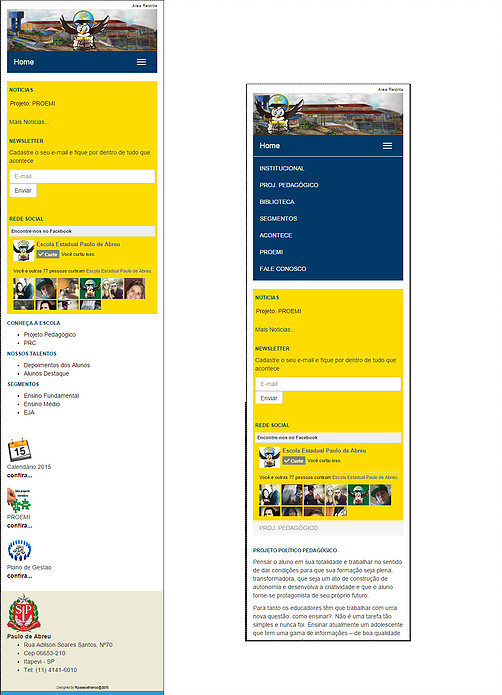 Área Restrita
Home
NOTICIAS
Projeto: PROEMI
Mais Noticias...
NEWSLETTER
Cadastre o seu e-mail e fique por dentro de tudo que
acontece
E-mail
Enviar
REDE SOCIAL
Encontre-nos no Facebook
Escola Estadual Paulo de Abreu
Curtir Você curtiu isso.
Você e outras 77 pessoas curtiram Escola Estadual Paulo de Abreu.
CONHEÇA A ESCOLA
Projeto Pedagógico
PRC
NOSSOS TALENTOS
Depoimentos dos Alunos
Alunos Destaque
SEGMENTOS
Ensino Fundamental
Ensino Médio
EJA
15
Calendário 2015
confira...
PROEMI
confira...
Plano de Gestao
confira...
SP
Paulo de Abreu
Rua Adilson Soares Santos, Nº70
Cep 06653-210
Itapevi - SP
Tel: (11) 4141-6010
Área Restrita
Home
INSTITUCIONAL
PROJ. PEDAGÓGICO
BIBLIOTECA
SEGMENTOS
ACONTECE
PROEMI
FALE CONOSCO
NOTICIAS
Projeto: PROEMI
Mais Noticias...
NEWSLETTER
Cadastre o seu e-mail e fique por dentro de tudo que
acontece
E-mail
Enviar
REDE SOCIAL
Encontre-nos no Facebook
Escola Estadual Paulo de Abreu
Curtir Você curtiu isso.
Você e outras 77 pessoas curtiram Escola Estadual Paulo de Abreu.
PROJ. PEDAGÓGICO
PROJETO POLÍTICO PEDAGÓGICO
Pensar o aluno em sua totalidade e trabalhar no sentido
de dar condições para que sua formação seja plena,
transformadora, que seja um ato de construção de
autonomia e desenvolva a criatividade e que o aluno
torne-se protagonista de seu próprio futuro.
Para tanto os educadores têm que trabalhar com uma
nova questão: como ensinar?. Não é uma tarefa tão
simples e nunca foi. Ensinar atualmente um adolescente
que tem uma gama de informações – de boa qualidade